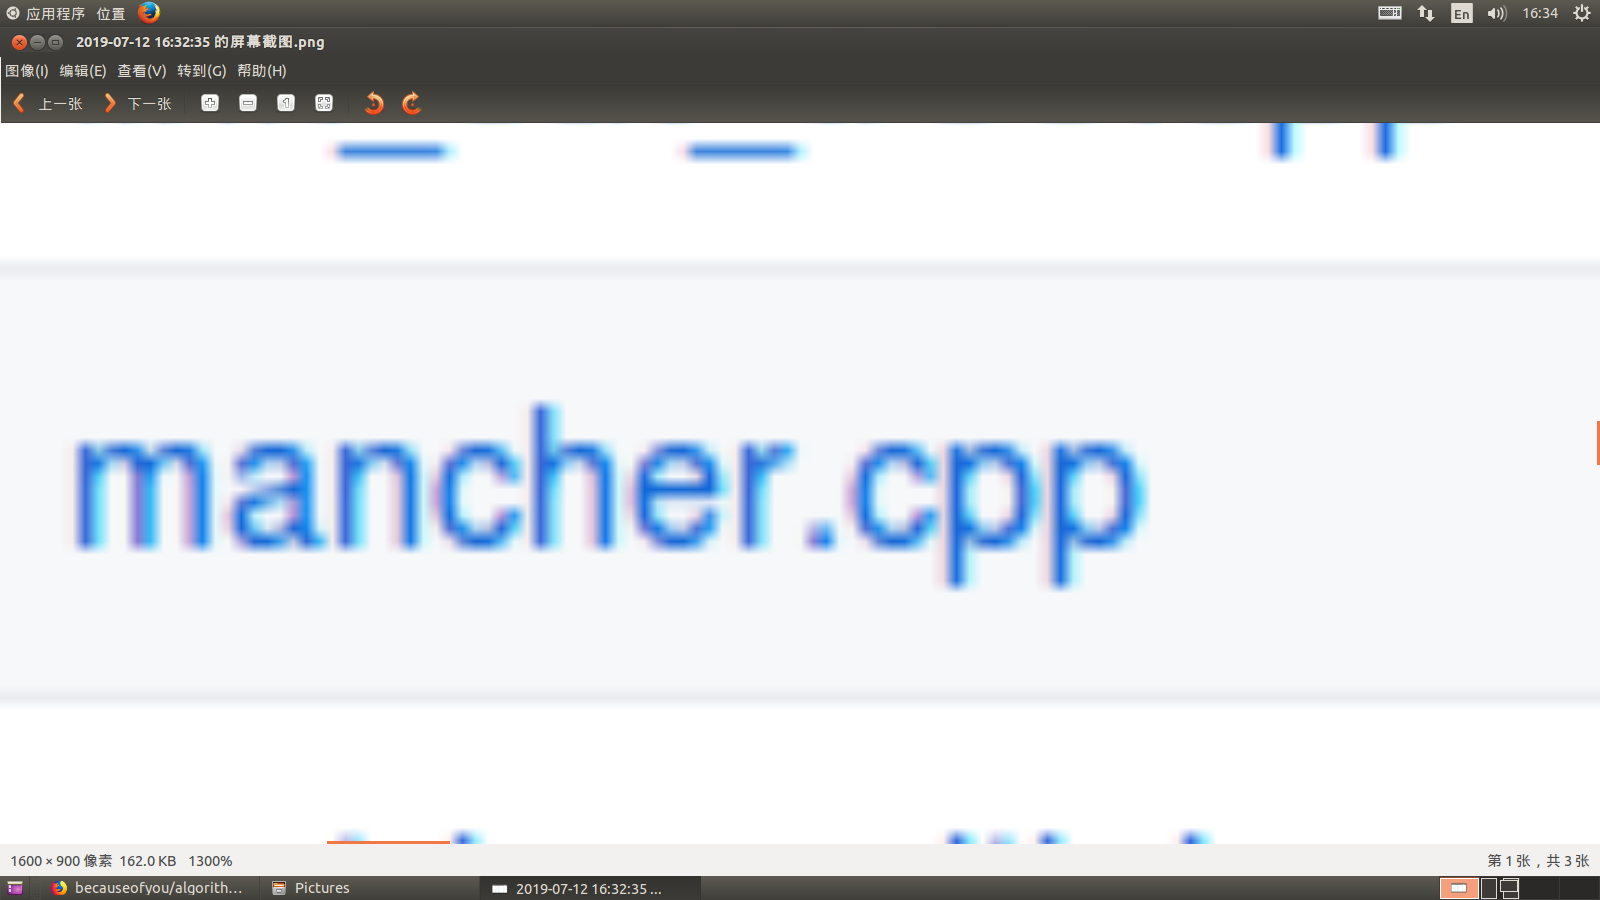 应用程序 位置 En 16:34
2019-07-12 16:32:35 的屏幕截图.png
图像(I) 编辑(E) 查看(V) 转到(G) 帮助(H)
上一张 下一张
mancher.cpp
1600 × 900 像素 162.0 KB 1300% 第 1 张，共 3 张
becauseofyou/algorith... Pictures 2019-07-12 16:32:35 ...